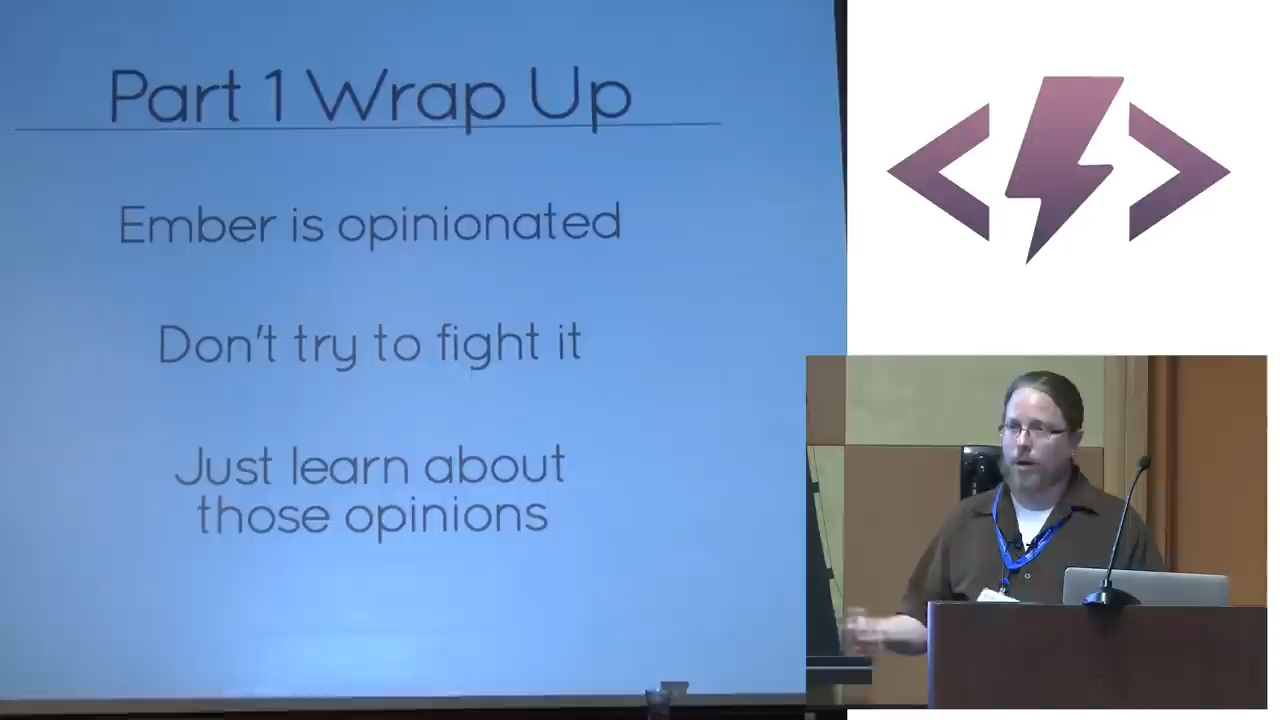 Part 1 Wrap Up
Ember is opinionated
Don't try to fight it
Just learn about
those opinions